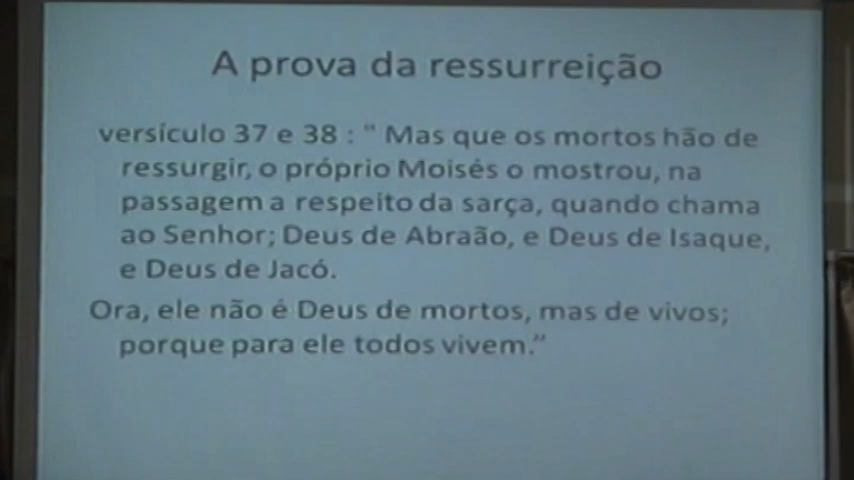 A prova da ressurreição
versículo 37 e 38 : " Mas que os mortos hão de
ressurgir, o próprio Moisés o mostrou, na
passagem a respeito da sarça, quando chama
ao Senhor; Deus de Abraão, e Deus de Isaque,
e Deus de Jacó.
Ora, ele não é Deus de mortos, mas de vivos;
porque para ele todos vivem.”